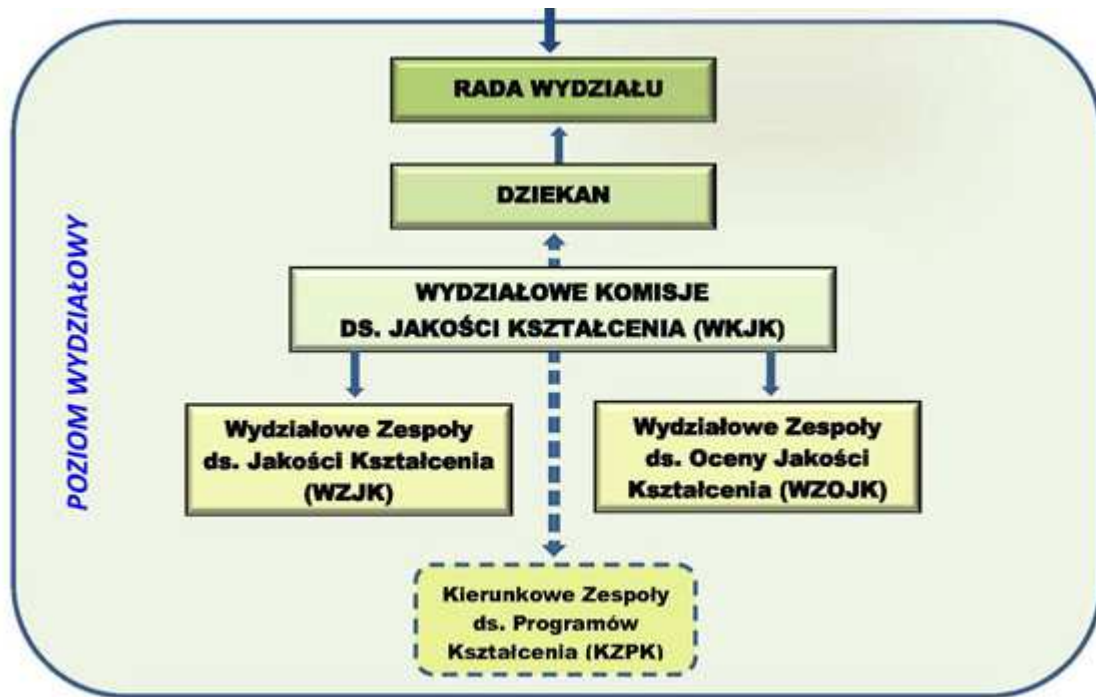 RADA WYDZIAŁU
DZIEKAN
POZIOM WYDZIAŁOWY
WYDZIAŁOWE KOMISJE
DS. JAKOŚCI KSZTAŁCENIA (WKJK)
Wydziałowe Zespoły
ds. Jakości Kształcenia
(WZJK)
Wydziałowe Zespoły
ds. Oceny Jakości
Kształcenia (WZOJK)
Kierunkowe Zespoły
ds. Programów
Kształcenia (KZPK)